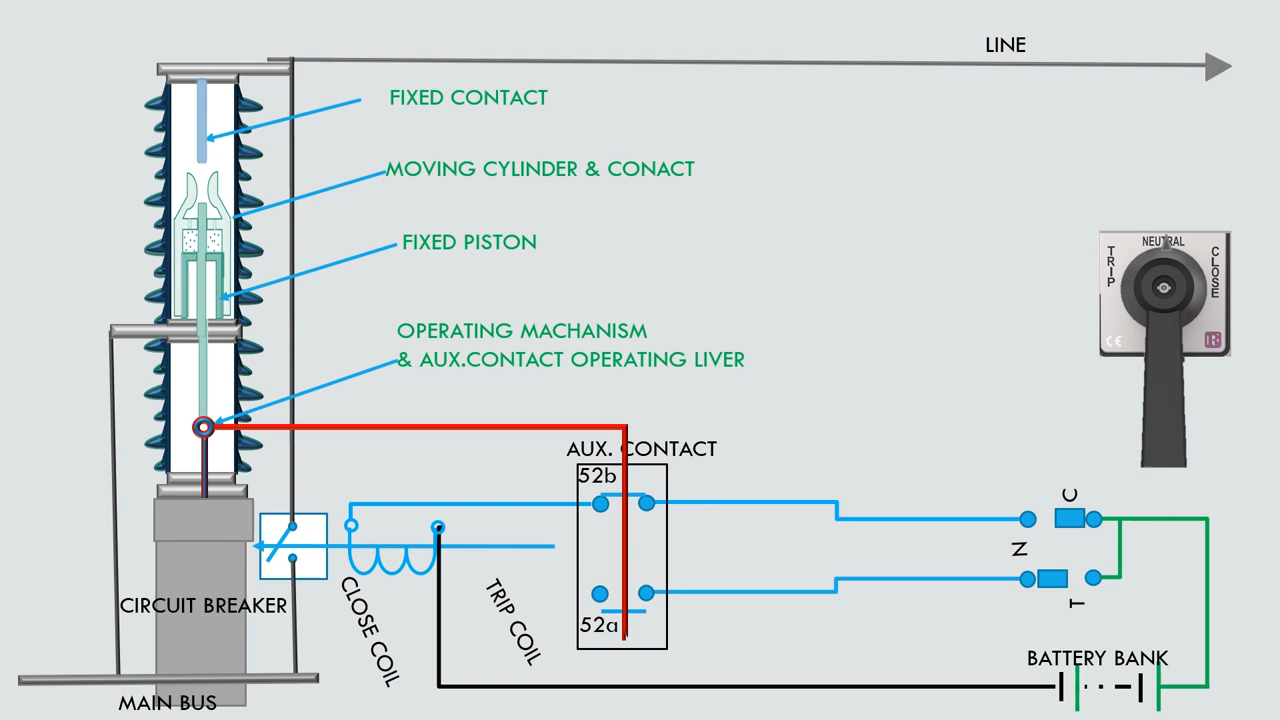 LINE
FIXED CONTACT
MOVING CYLINDER & CONACT
FIXED PISTON
OPERATING MACHANISM
& AUX.CONTACT OPERATING LIVER
NEUTRAL
TRIP
CLOSE
CE
R
AUX. CONTACT
52b
52a
C
N
T
CLOSE COIL
TRIP COIL
CIRCUIT BREAKER
BATTERY BANK
MAIN BUS